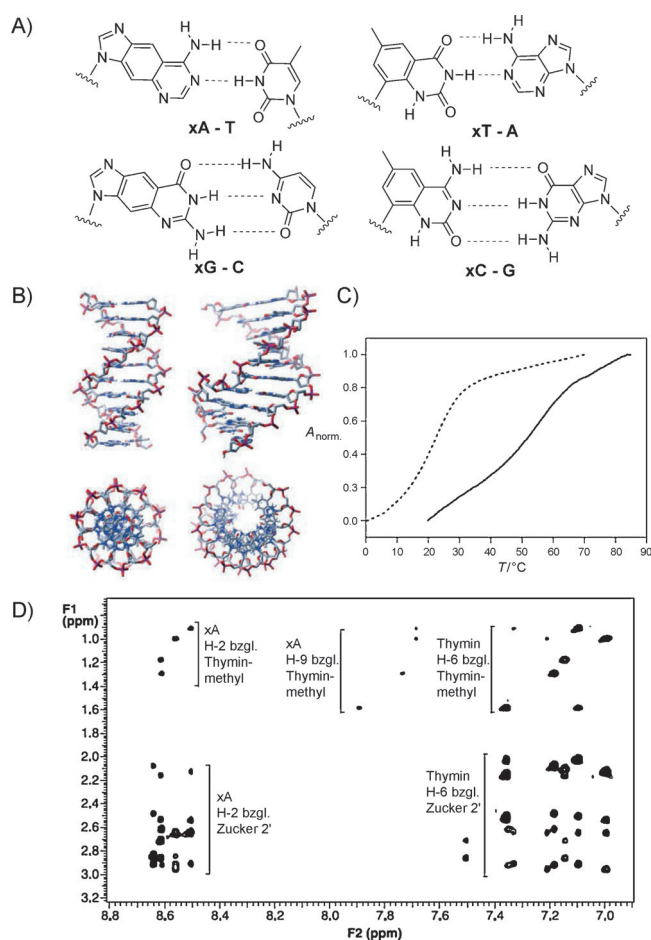 A)
H
N
N
N
H
O
N
N
H
N
N
O
xA - T
O
N
H
N
H
O
H
N
H
N
N
N
N
N
xT - A
N
N
O
N
H
N
N
H
H
H
N
H
N
N
O
xG - C
H
N
H
N
N
H
O
O
N
H
N
N
N
N
H
H
xC - G
B)
C)
1.0
0.8
A norm.
0.6
0.3
0.0
0 10 20 30 40 50 60 70 80 90
T/°C
D)
F1
(ppm)
1.0
1.2
1.4
1.6
1.8
2.0
2.2
2.4
2.6
2.8
3.0
3.2
xA
H-2 bzgl.
Thymin-
methyl
xA
H-9 bzgl.
Thymin-
methyl
Thymin
H-6 bzgl.
Thymin-
methyl
xA
H-2 bzgl.
Zucker 2'
Thymin
H-6 bzgl.
Zucker 2'
8.8 8.6 8.4 8.2 8.0 7.8 7.6 7.4 7.2 7.0
F2 (ppm)